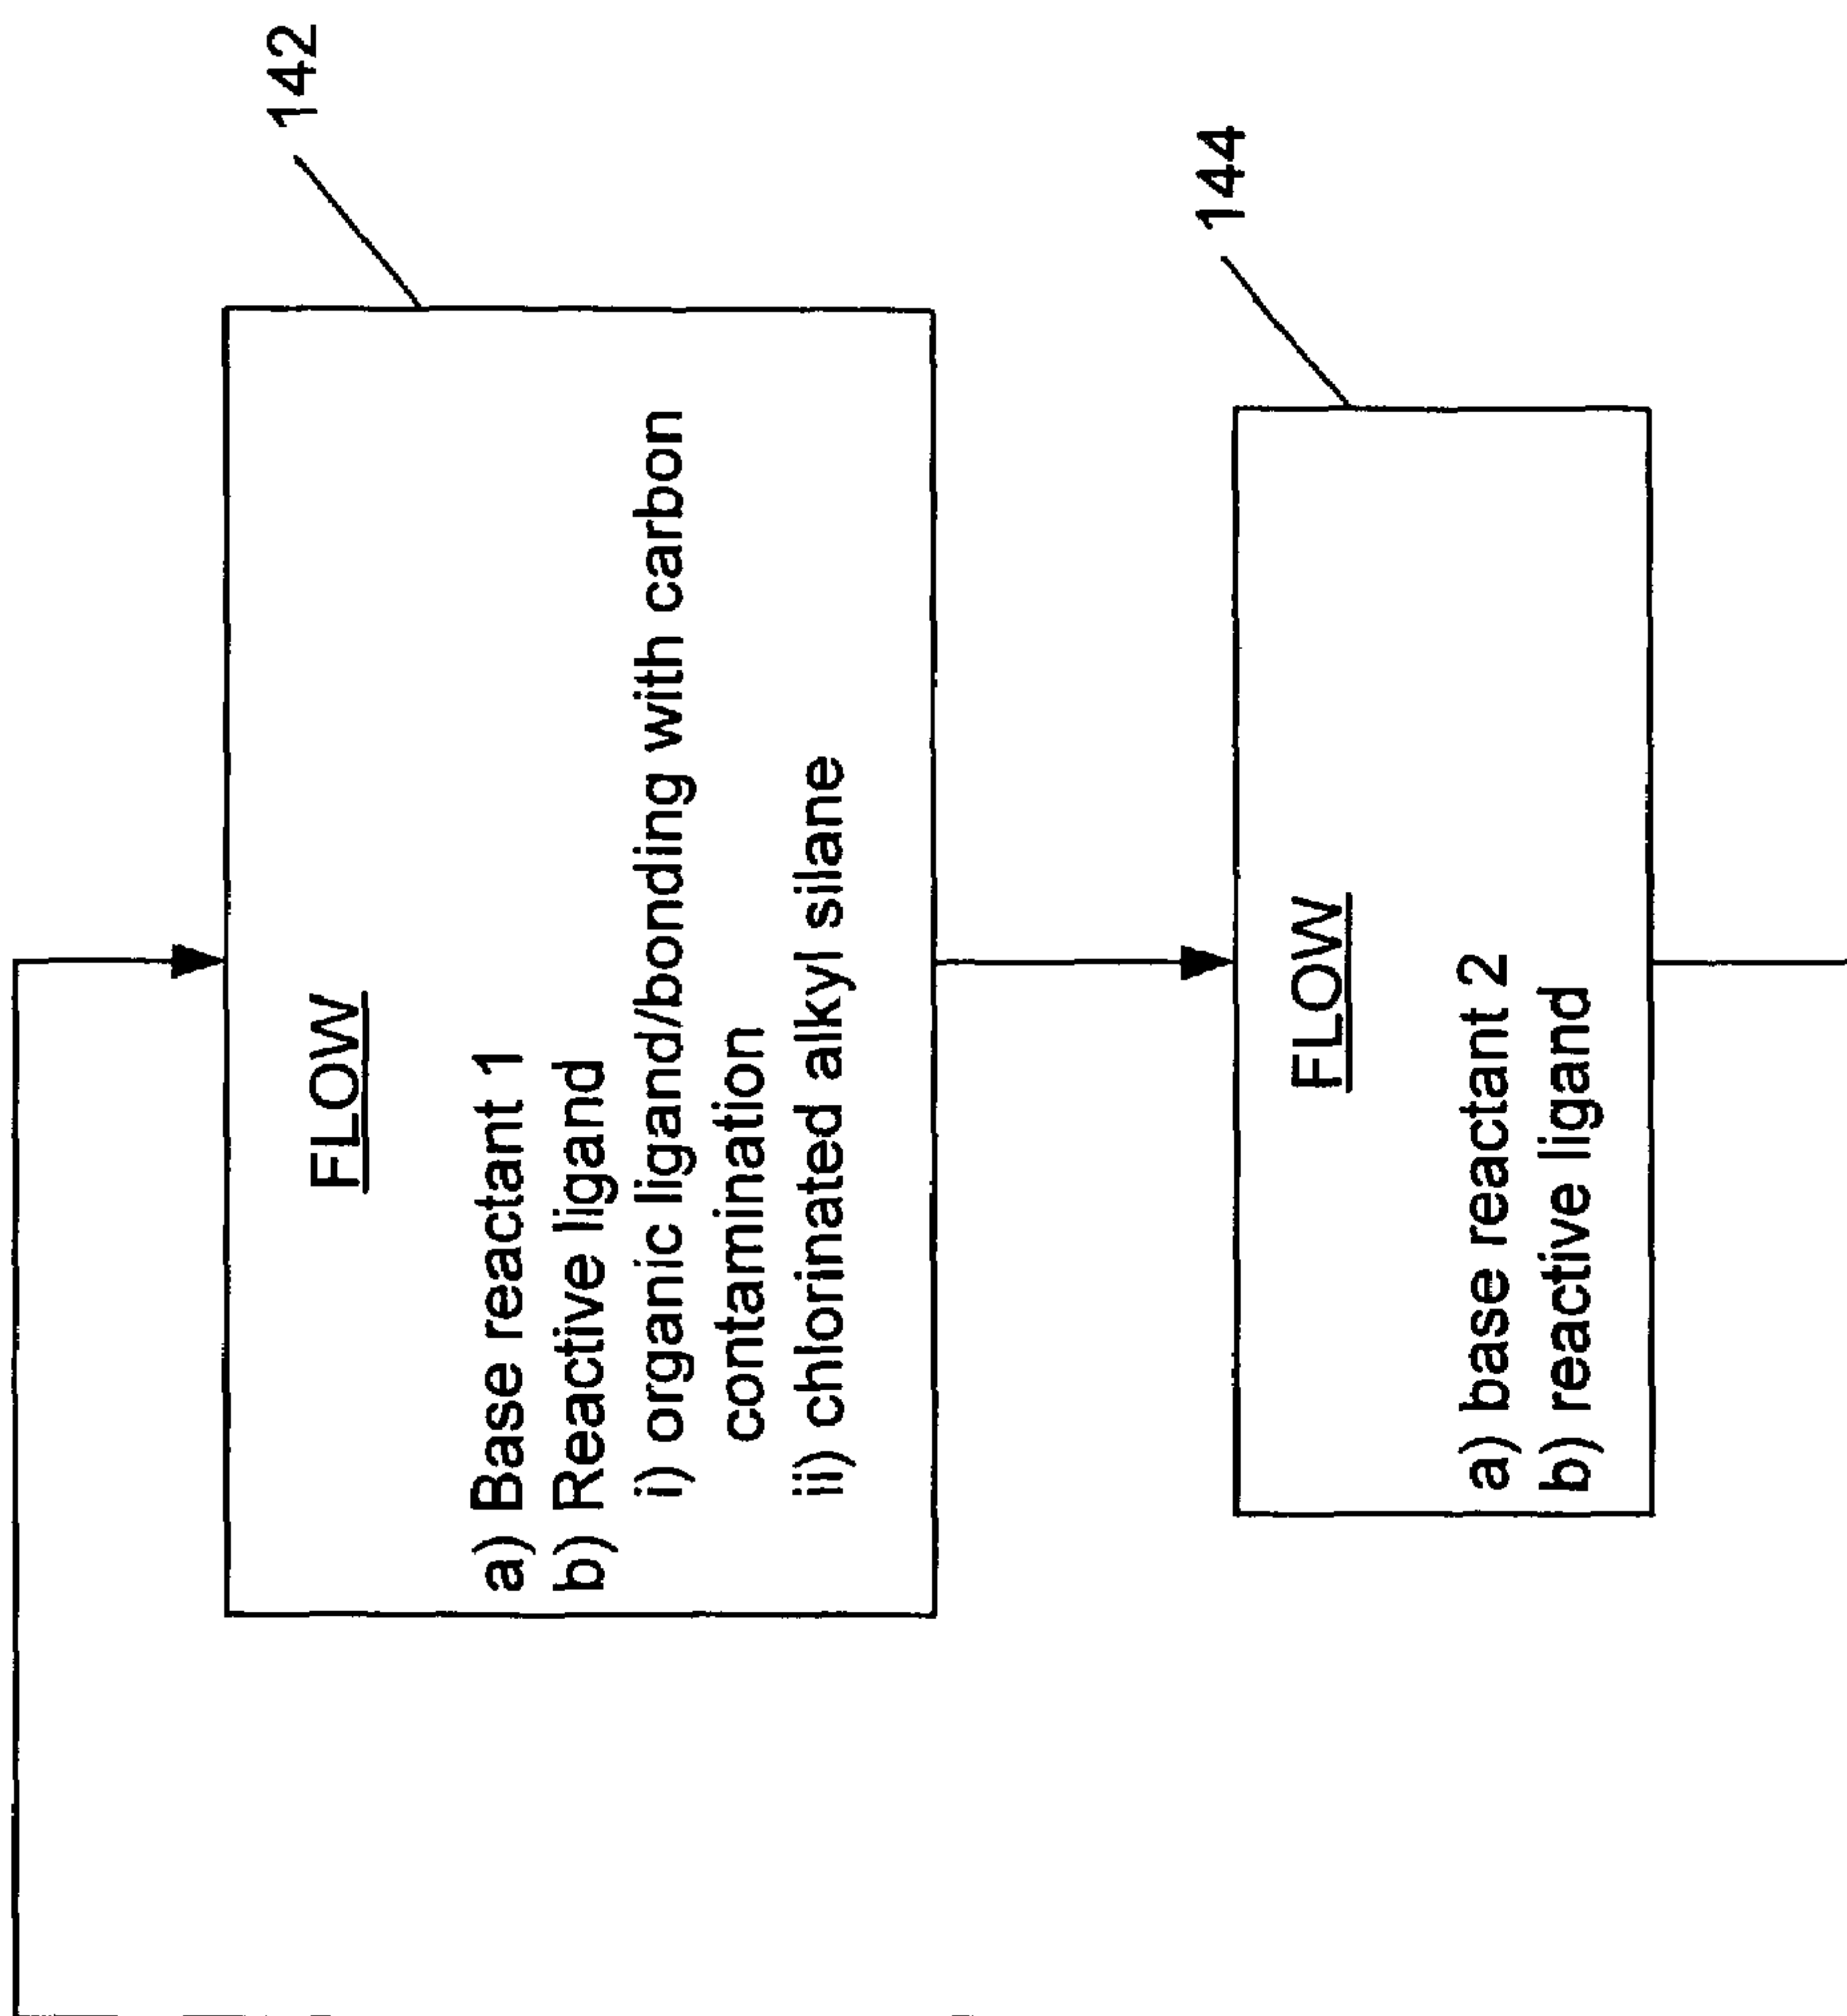 142
FLOW
a) Base reactant 1
b) Reactive ligand
i) organic ligand/bonding with carbon
contamination
ii) chlorinated alkyl silane
144
FLOW
a) base reactant 2
b) reactive ligand